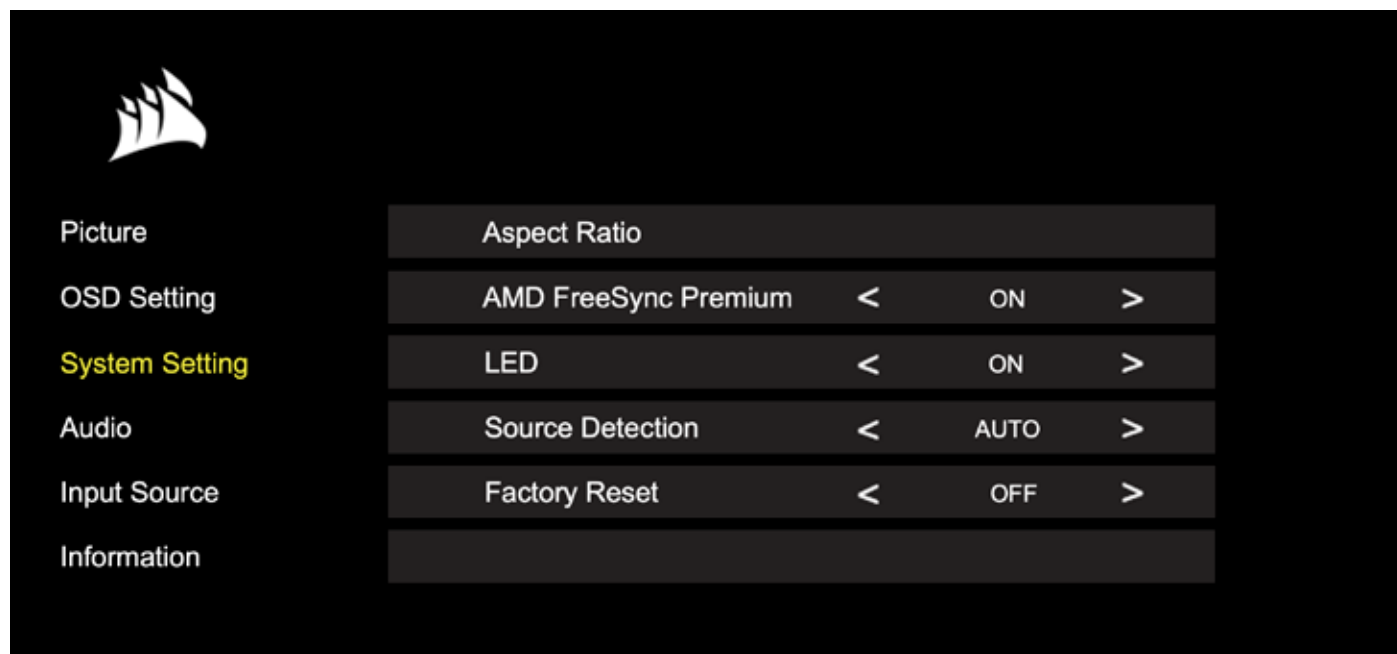 Picture Aspect Ratio
OSD Setting AMD FreeSync Premium < ON >
System Setting LED < ON >
Audio Source Detection < AUTO >
Input Source Factory Reset < OFF >
Information